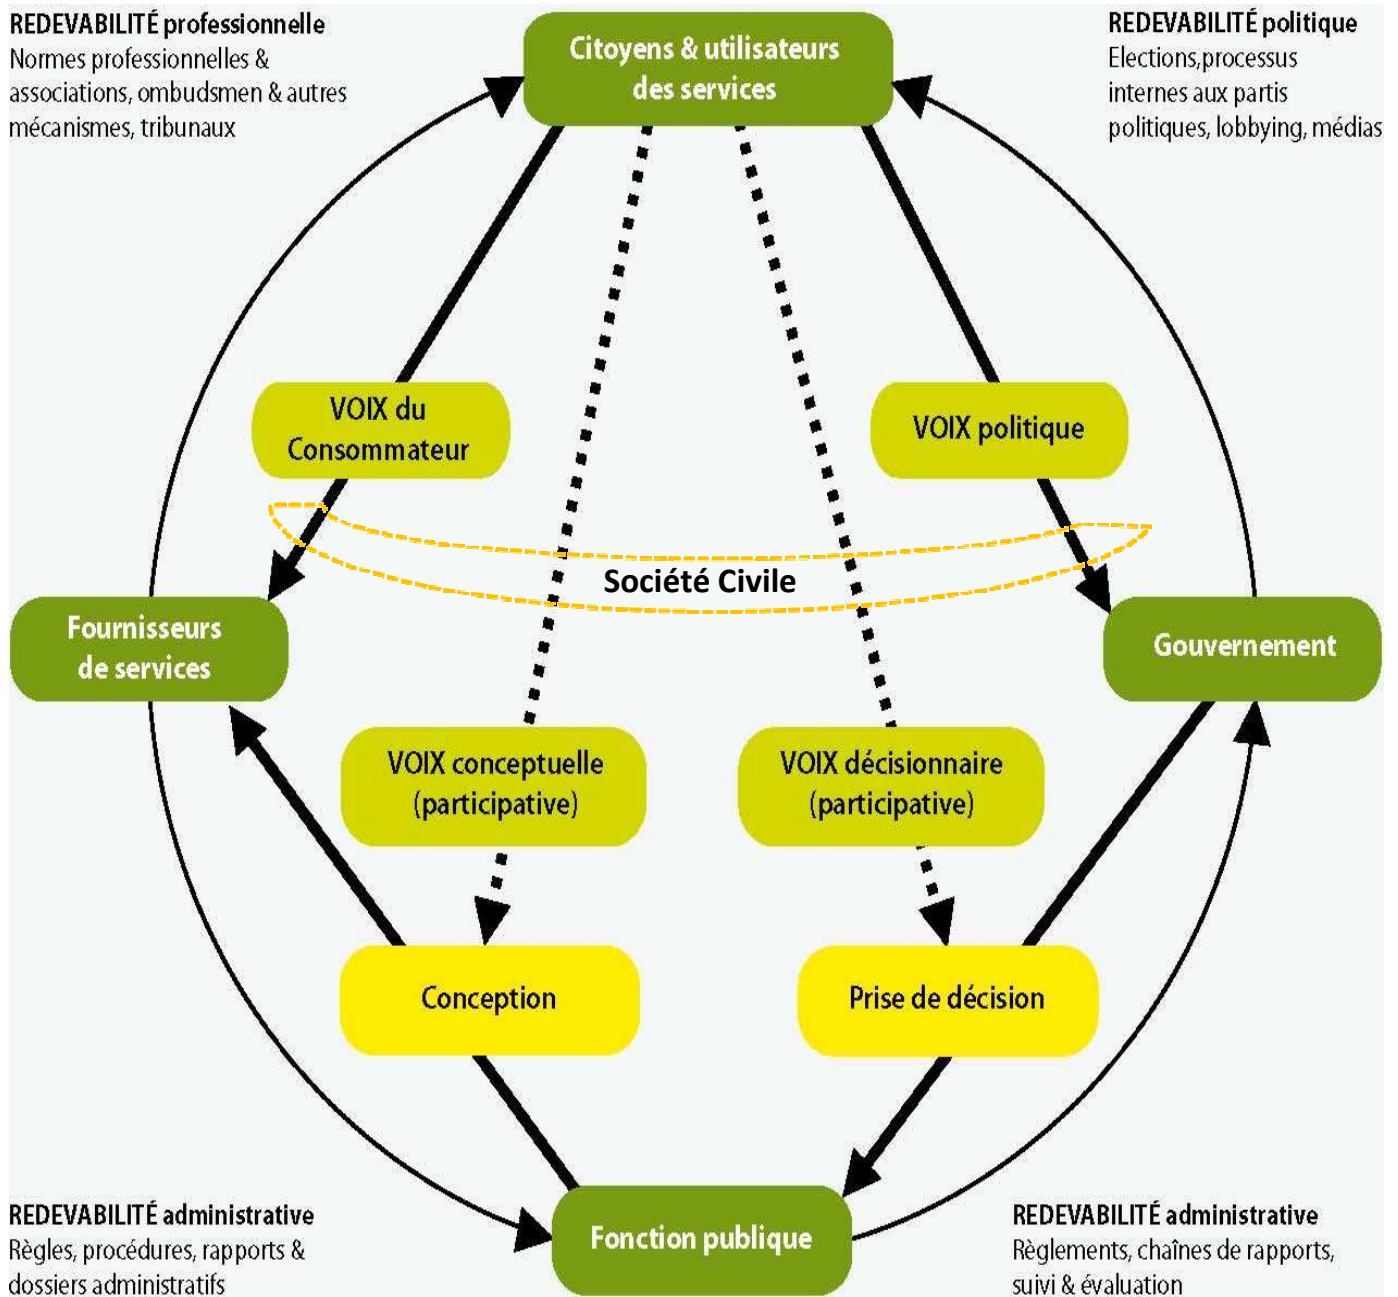 REDEVABILITÉ professionnelle
Normes professionnelles &
associations, ombudsmen & autres
mécanismes, tribunaux
Citoyens & utilisateurs
des services
REDEVABILITÉ politique
Elections,processus
internes aux partis
politiques, lobbying, médias
VOIX du
Consommateur
VOIX politique
Société Civile
Fournisseurs
de services
Gouvernement
VOIX conceptuelle
(participative)
VOIX décisionnaire
(participative)
Conception
Prise de décision
REDEVABILITÉ administrative
Règles, procédures, rapports &
dossiers administratifs
Fonction publique
REDEVABILITÉ administrative
Règlements, chaînes de rapports,
suivi & évaluation